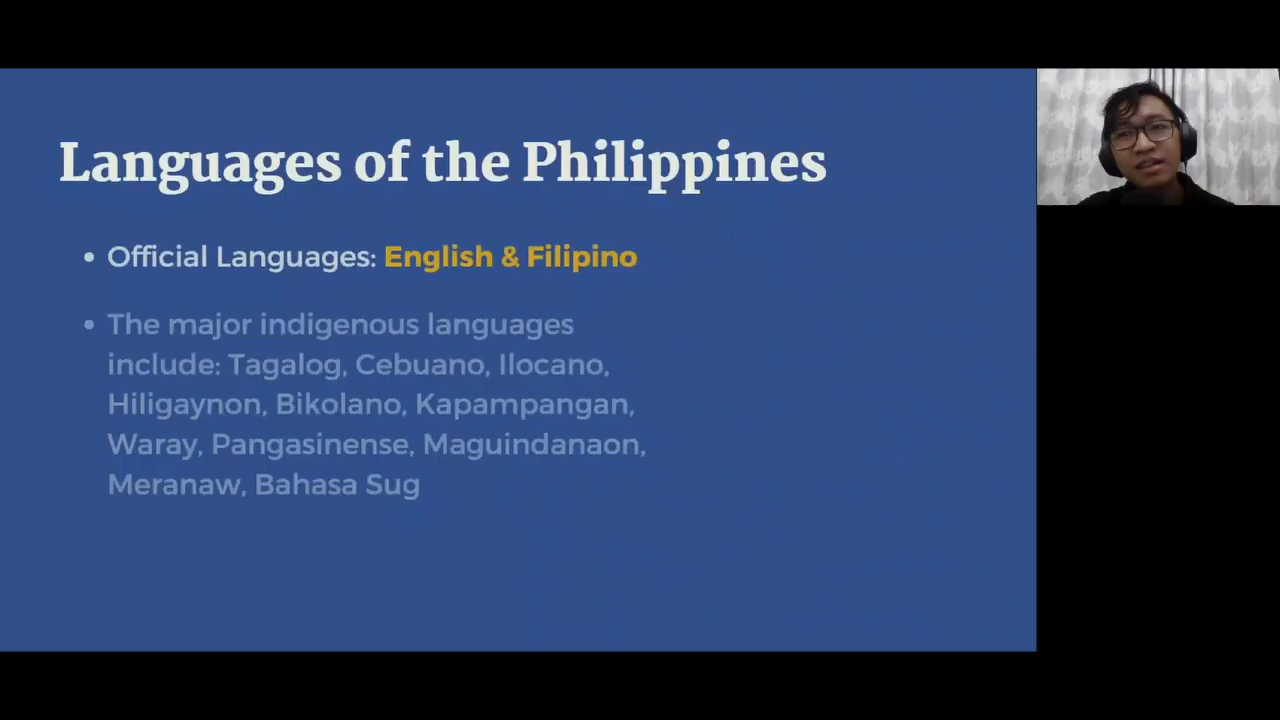 Languages of the Philippines
• Official Languages: English & Filipino
• The major indigenous languages
include: Tagalog, Cebuano, Ilocano,
Hiligaynon, Bikolano, Kapampangan,
Waray, Pangasinense, Maguindanaon,
Meranaw, Bahasa Sug